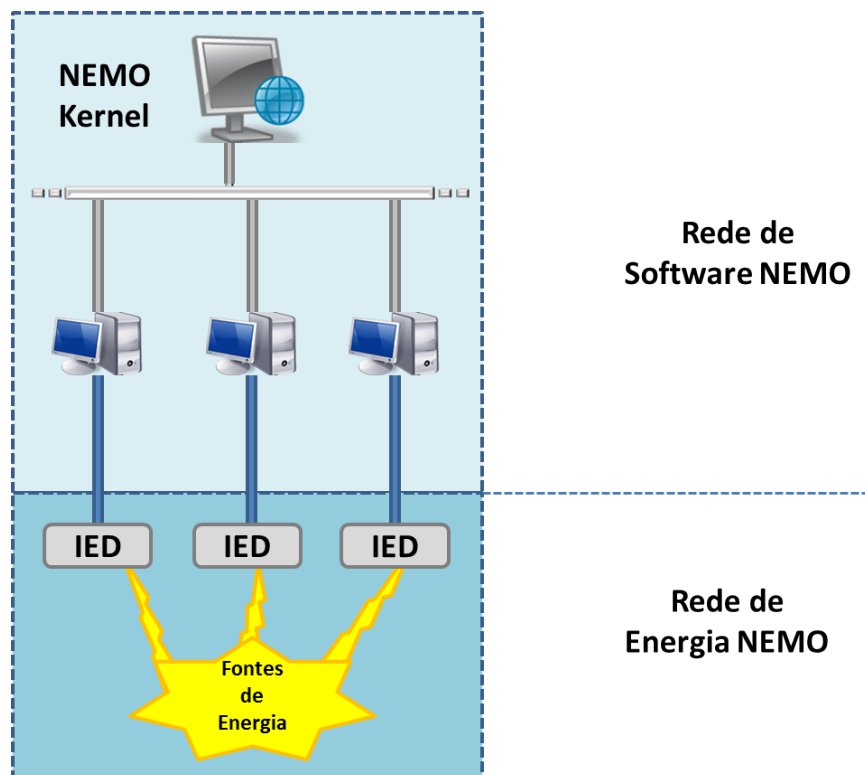 NEMO
Kernel
Rede de
Software NEMO
IED
IED
IED
Fontes
de
Energia
Rede de
Energia NEMO